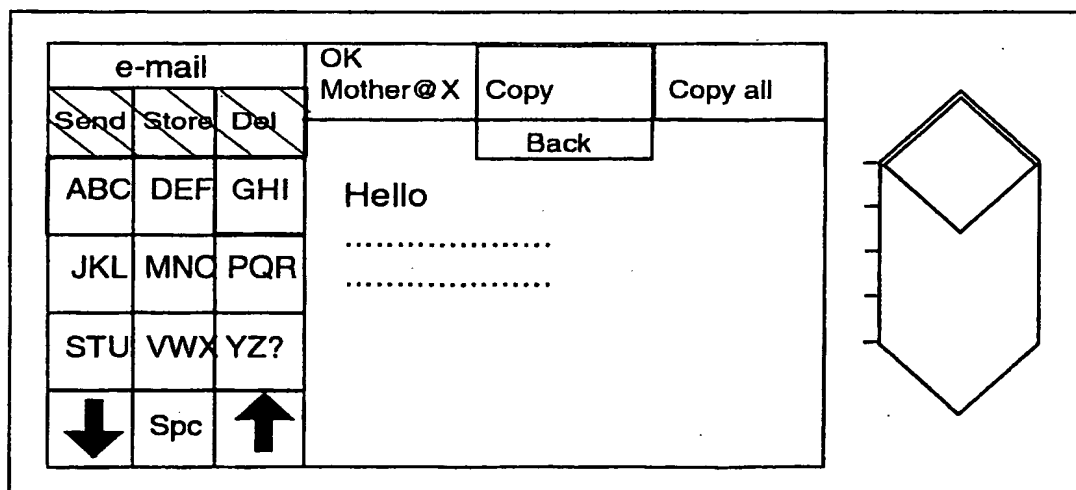 e-mail
Send Store Del
ABC DEF GHI
JKL MNO PQR
STU VWX YZ?
Spc
OK
Mother@X Copy Copy all
Back
Hello
....................
....................